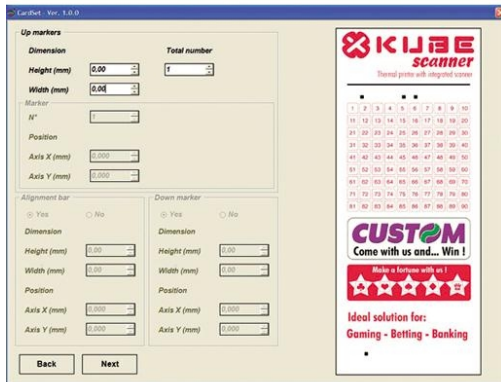 CardSet - Ver. 1.0.0
Up markers
Dimension Total number
Height (mm) 0,00 1
Width (mm) 0,00
Marker
N° 1
Position
Axis X (mm) 0,000
Axis Y (mm) 0,000
Alignment bar
Yes No
Dimension
Height (mm) 0,00
Width (mm) 0,00
Position
Axis X (mm) 0,000
Axis Y (mm) 0,000
Down marker
Yes No
Dimension
Height (mm) 0,00
Width (mm) 0,00
Position
Axis X (mm) 0,000
Axis Y (mm) 0,000
Back Next
KUBE
scanner
Thermal printer with integrated scanner
1 2 3 4 5 6 7 8 9 10
11 12 13 14 15 16 17 18 19 20
21 22 23 24 25 26 27 28 29 30
31 32 33 34 35 36 37 38 39 40
41 42 43 44 45 46 47 48 49 50
51 52 53 54 55 56 57 58 59 60
61 62 63 64 65 66 67 68 69 70
71 72 73 74 75 76 77 78 79 80
81 82 83 84 85 86 87 88 89 90
CUSTOM
Come with us and... Win !
Make a fortune with us !
Ideal solution for:
Gaming - Betting - Banking